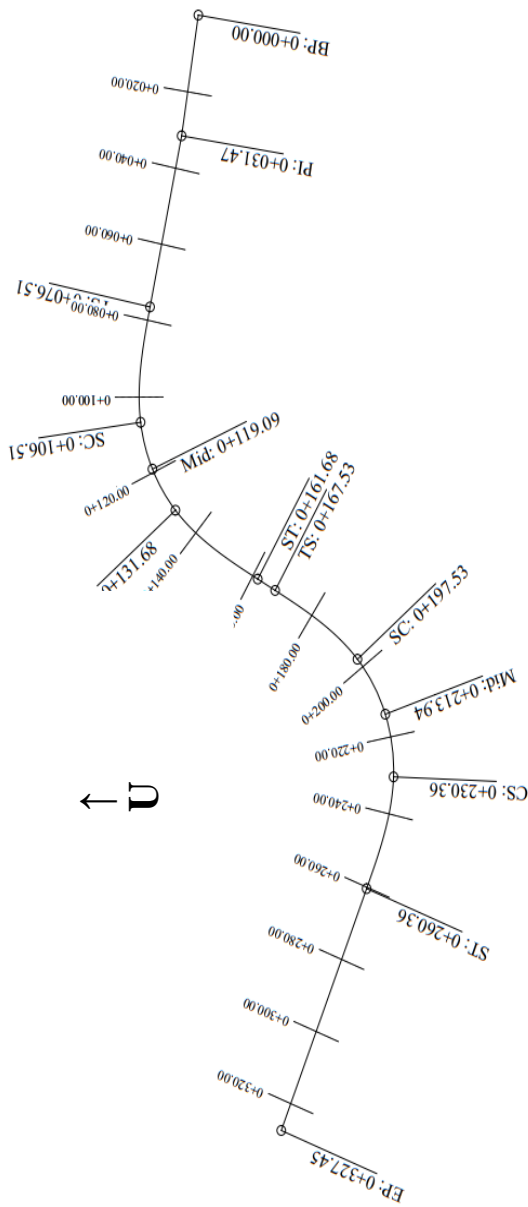 BP: 0+000.00
0+020.00
PI: 0+031.47
0+040.00
0+060.00
0+076.51
0+080.00
0+100.00
SC: 0+106.51
Mid: 0+119.09
0+120.00
0+131.68
+140.00
ST: 0+161.68
TS: 0+167.53
0+180.00
SC: 0+197.53
0+200.00
Mid: 0+213.94
0+220.00
CS: 0+230.36
0+240.00
0+260.00
ST: 0+260.36
0+280.00
0+300.00
0+320.00
EP: 0+327.45
← U